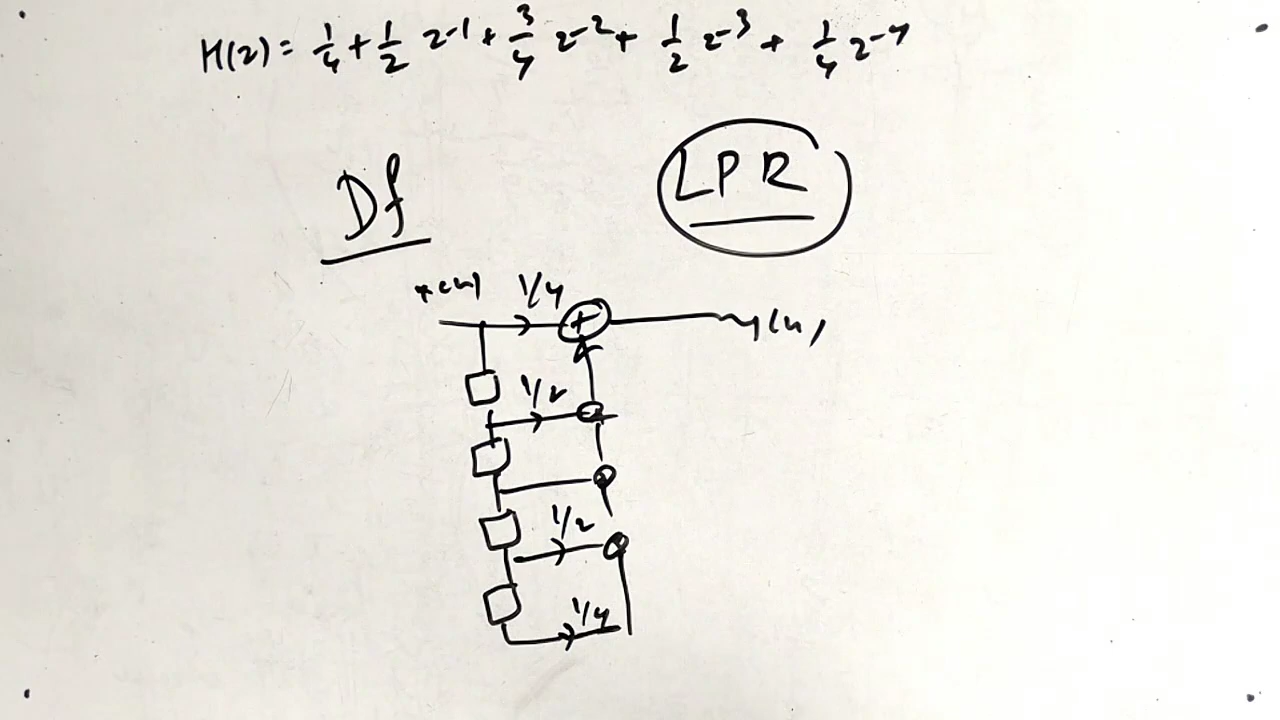 H(z) = 1/4 + 1/2 z-1 + 3/4 z-2 + 1/2 z-3 + 1/4 z-4
Df LPR
x(n) 1/4 + y(n)
1/2
1/2
1/4